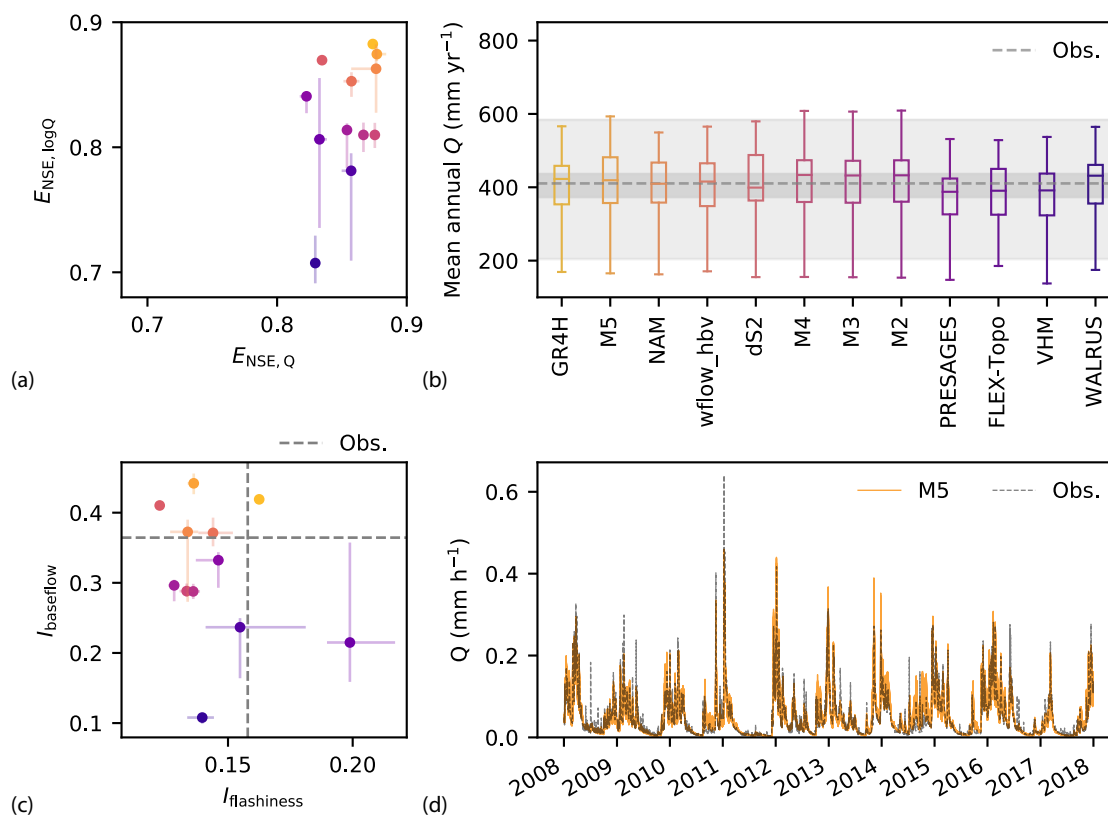 0.9
0.8
0.7
E_NSE, logQ
0.7 0.8 0.9
E_NSE, Q
(a)
800
600
400
200
Mean annual Q (mm yr⁻¹)
Obs.
GR4H
M5
NAM
wflow_hbv
dS2
M4
M3
M2
PRESAGES
FLEX-Topo
VHM
WALRUS
(b)
Obs.
0.4
0.3
0.2
0.1
I_baseflow
0.15 0.20
I_flashiness
(c)
M5 Obs.
0.6
0.4
0.2
0.0
Q (mm h⁻¹)
2008 2009 2010 2011 2012 2013 2014 2015 2016 2017 2018
(d)